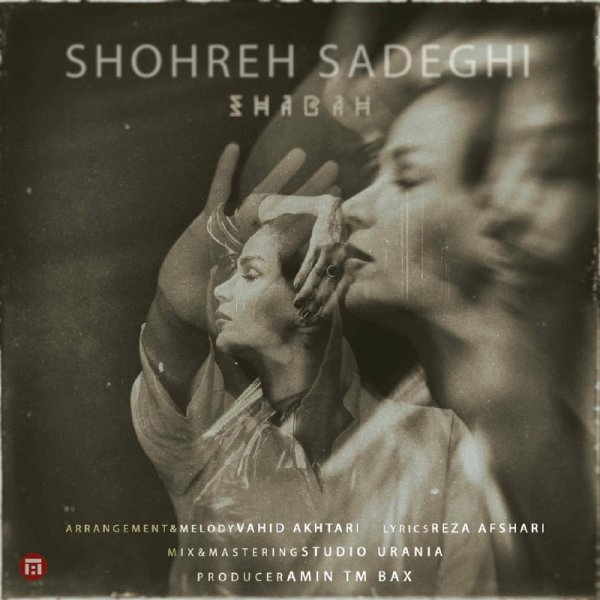 SHOHREH SADEGHI
SHABAH
ARRANGEMENT&MELODYVAHID AKHTARI LYRICSREZA AFSHARI
MIX&MASTERINGSTUDIO URANIA
PRODUCERAMIN TM BAX